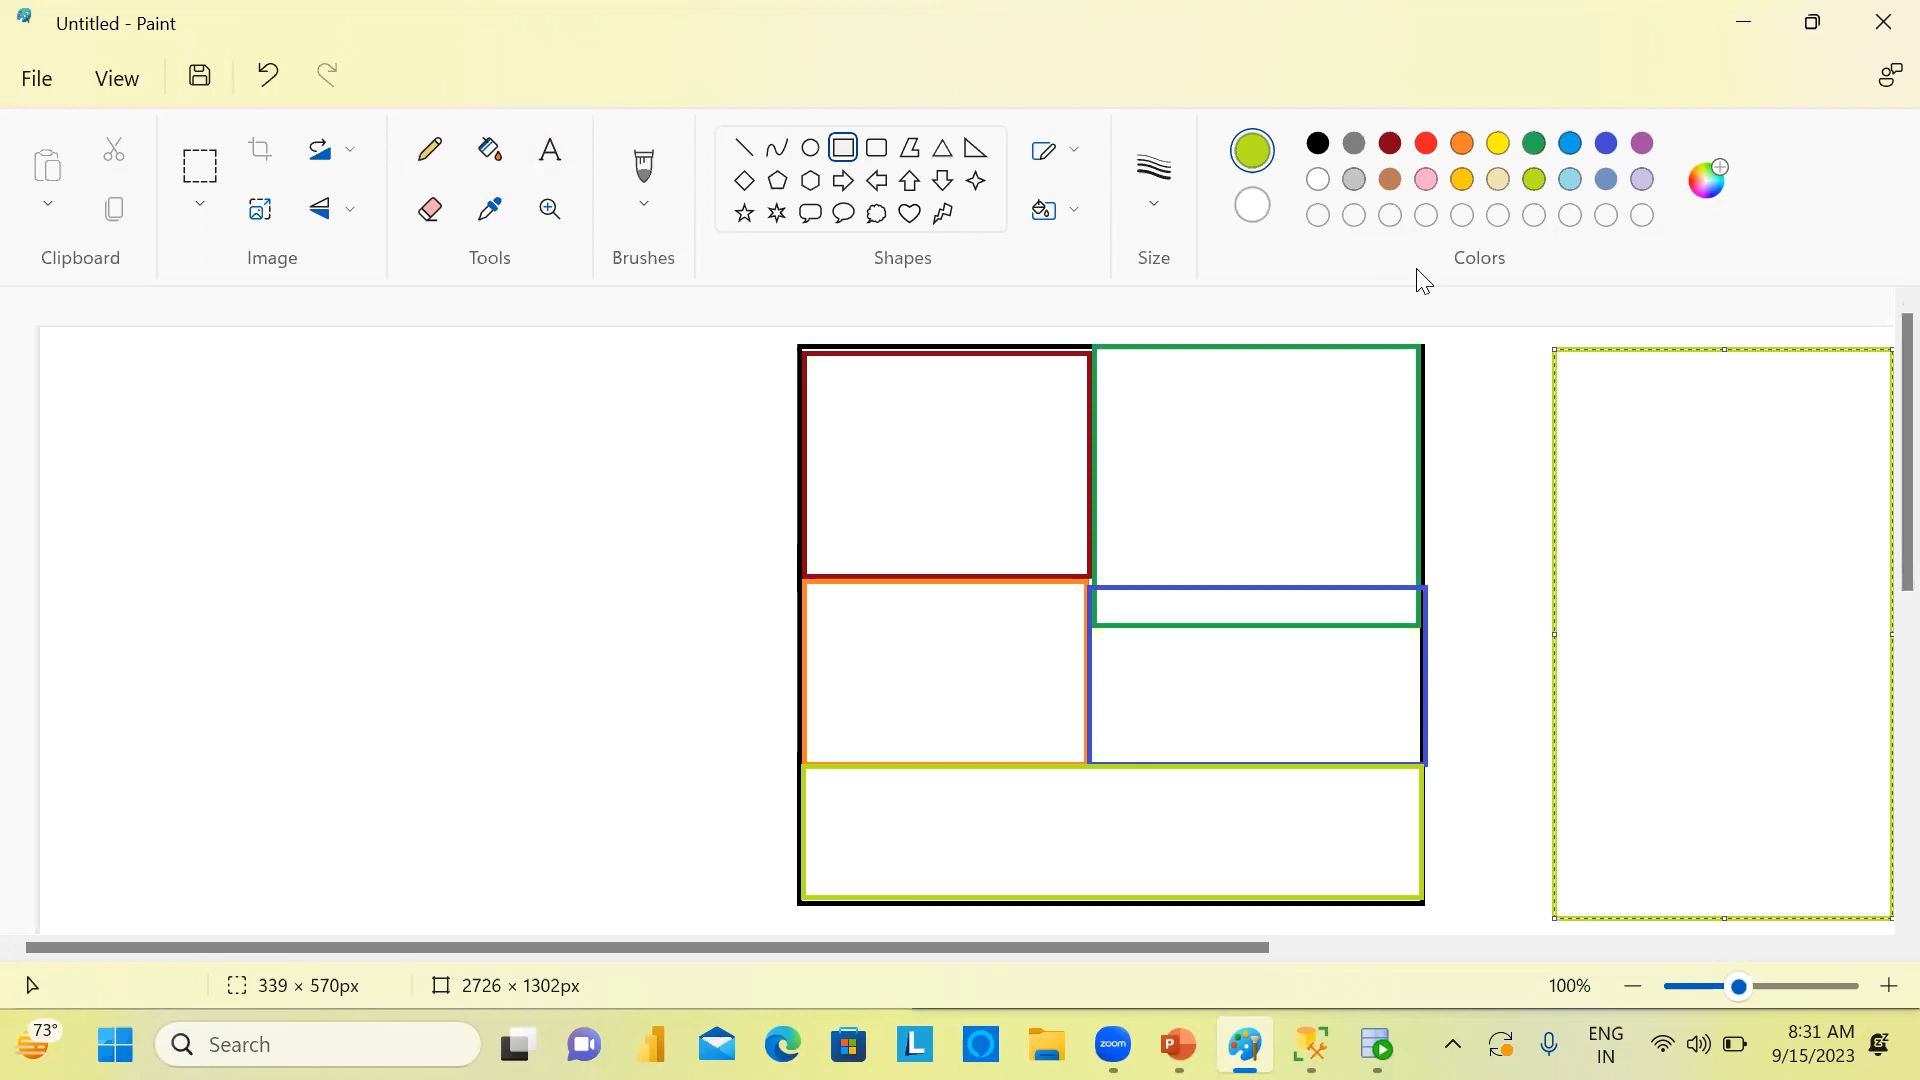 Untitled - Paint
File View
Clipboard Image Tools Brushes Shapes Size Colors
339 × 570px 2726 × 1302px 100%
73° Search L zoom P ENG 8:31 AM
IN 9/15/2023